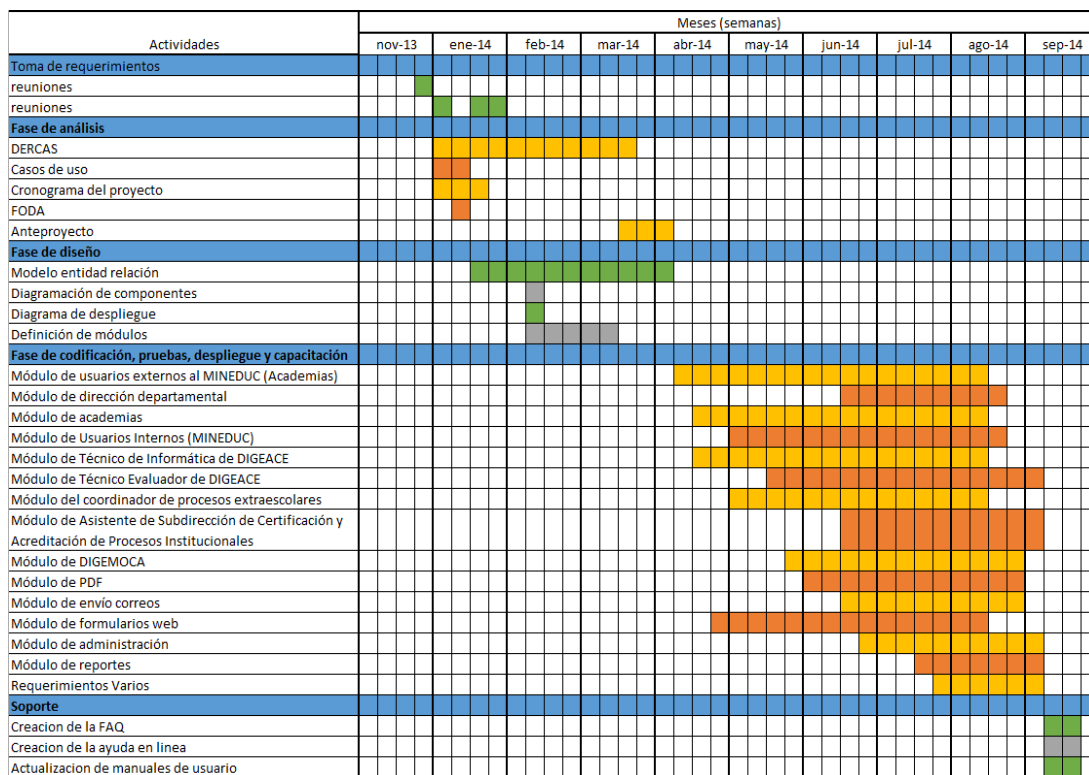 Meses (semanas)
Actividades nov-13 ene-14 feb-14 mar-14 abr-14 may-14 jun-14 jul-14 ago-14 sep-14
Toma de requerimientos
reuniones
reuniones
Fase de análisis
DERCAS
Casos de uso
Cronograma del proyecto
FODA
Anteproyecto
Fase de diseño
Modelo entidad relación
Diagramación de componentes
Diagrama de despliegue
Definición de módulos
Fase de codificación, pruebas, despliegue y capacitación
Módulo de usuarios externos al MINEDUC (Academias)
Módulo de dirección departamental
Módulo de academias
Módulo de Usuarios Internos (MINEDUC)
Módulo de Técnico de Informática de DIGEACE
Módulo de Técnico Evaluador de DIGEACE
Módulo del coordinador de procesos extraescolares
Módulo de Asistente de Subdirección de Certificación y
Acreditación de Procesos Institucionales
Módulo de DIGEMOCA
Módulo de PDF
Módulo de envío correos
Módulo de formularios web
Módulo de administración
Módulo de reportes
Requerimientos Varios
Soporte
Creacion de la FAQ
Creacion de la ayuda en linea
Actualizacion de manuales de usuario